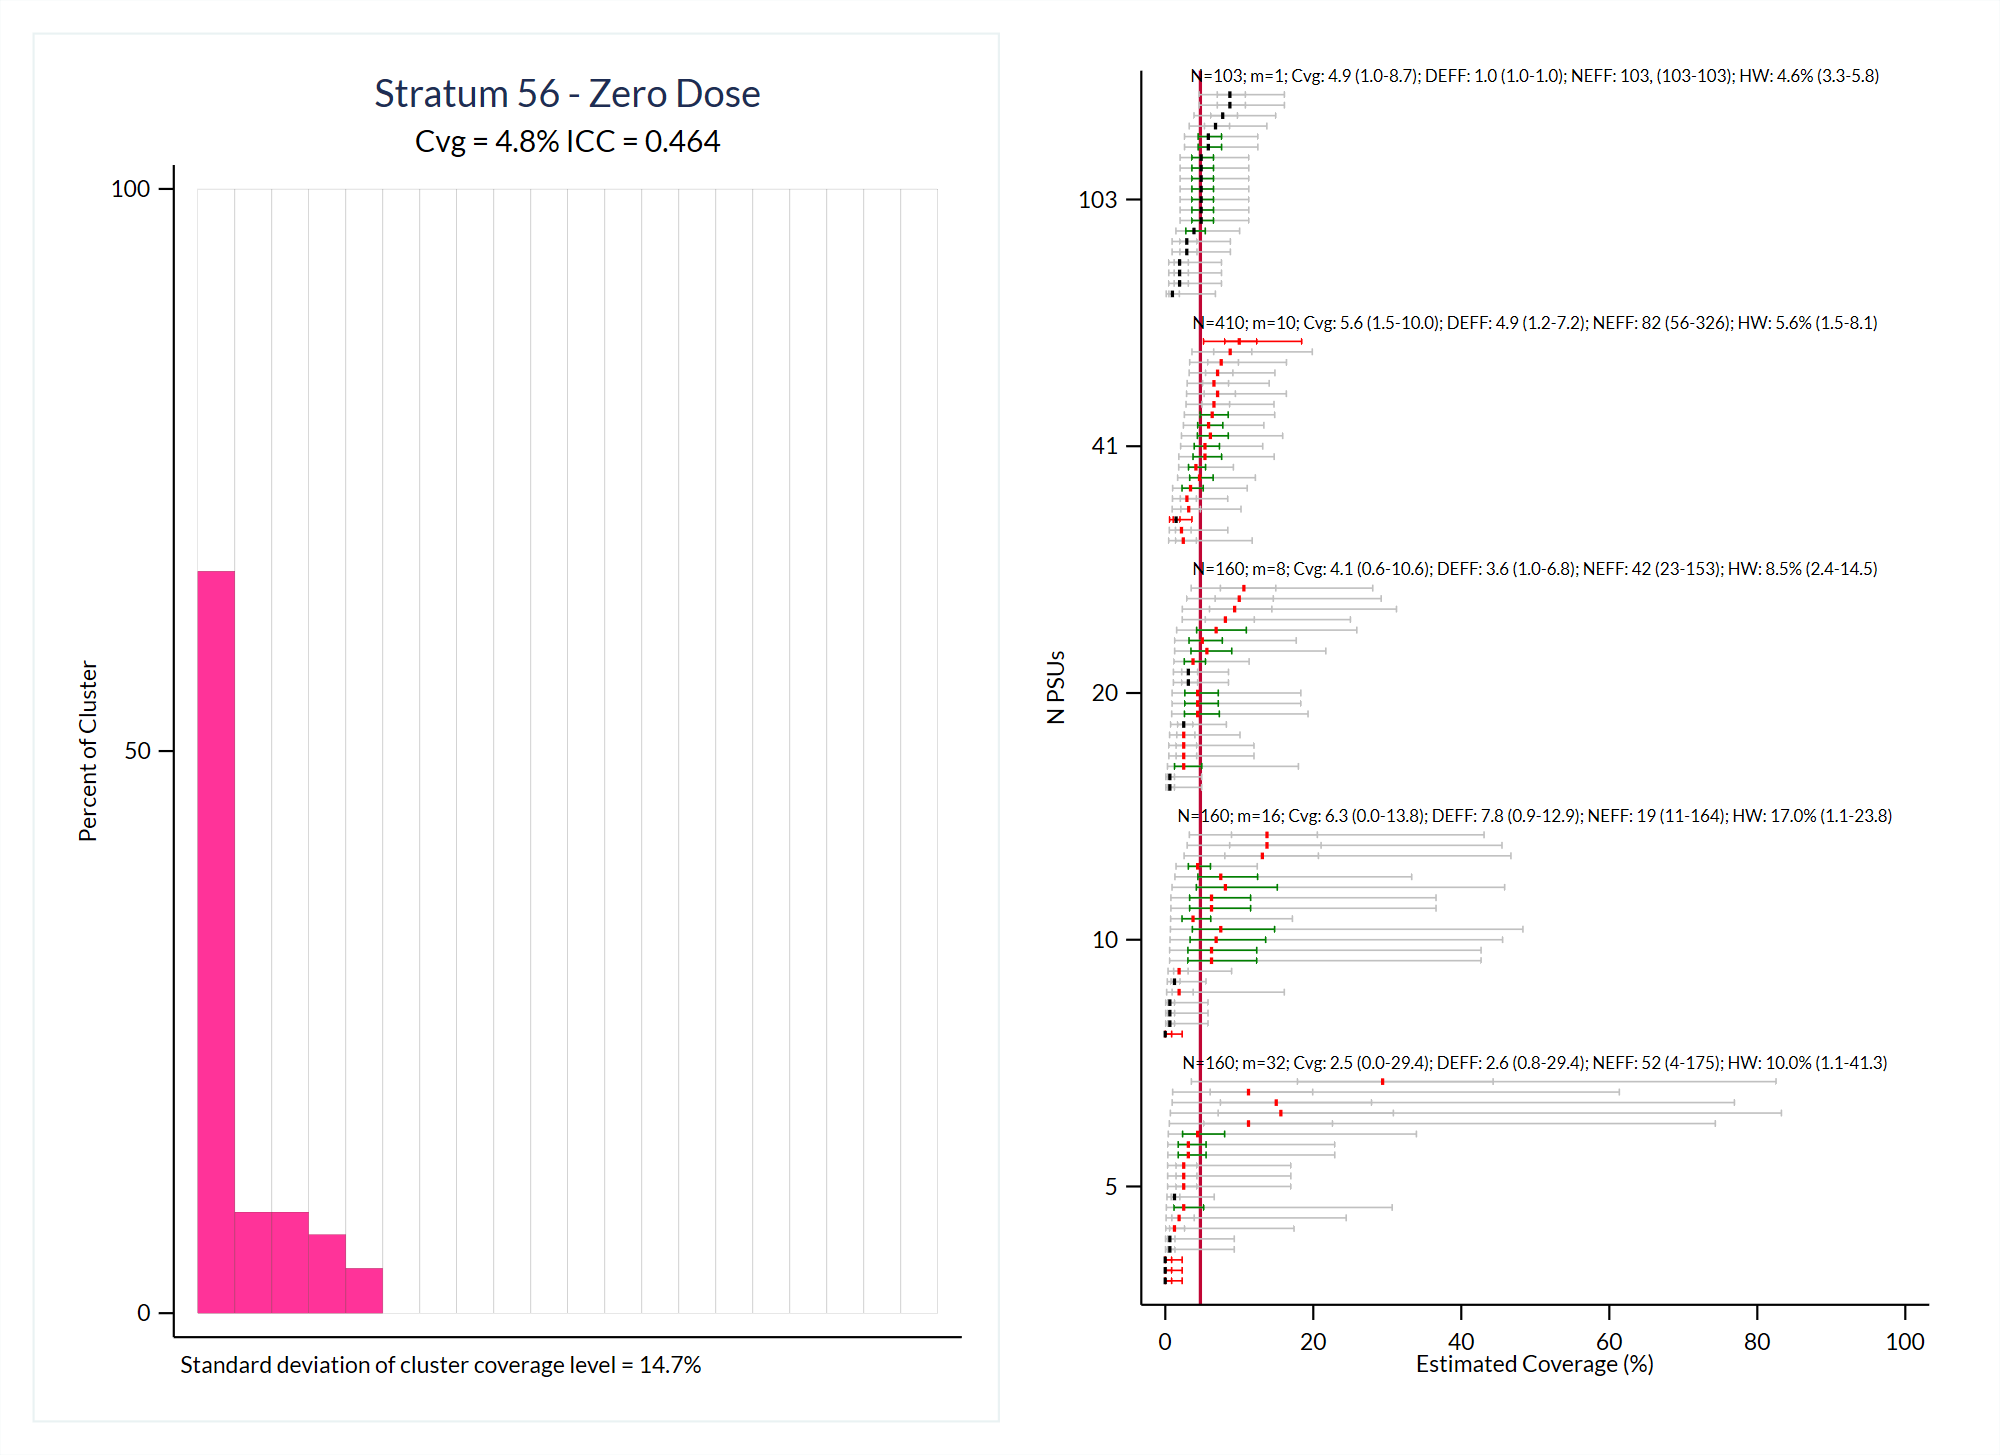 Stratum 56 - Zero Dose
Cvg = 4.8% ICC = 0.464
100
50
0
Percent of Cluster
Standard deviation of cluster coverage level = 14.7%
N=103; m=1; Cvg: 4.9 (1.0-8.7); DEFF: 1.0 (1.0-1.0); NEFF: 103, (103-103); HW: 4.6% (3.3-5.8)
103
N=410; m=10; Cvg: 5.6 (1.5-10.0); DEFF: 4.9 (1.2-7.2); NEFF: 82 (56-326); HW: 5.6% (1.5-8.1)
41
N=160; m=8; Cvg: 4.1 (0.6-10.6); DEFF: 3.6 (1.0-6.8); NEFF: 42 (23-153); HW: 8.5% (2.4-14.5)
N PSUs
20
N=160; m=16; Cvg: 6.3 (0.0-13.8); DEFF: 7.8 (0.9-12.9); NEFF: 19 (11-164); HW: 17.0% (1.1-23.8)
10
N=160; m=32; Cvg: 2.5 (0.0-29.4); DEFF: 2.6 (0.8-29.4); NEFF: 52 (4-175); HW: 10.0% (1.1-41.3)
5
0 20 40 60 80 100
Estimated Coverage (%)